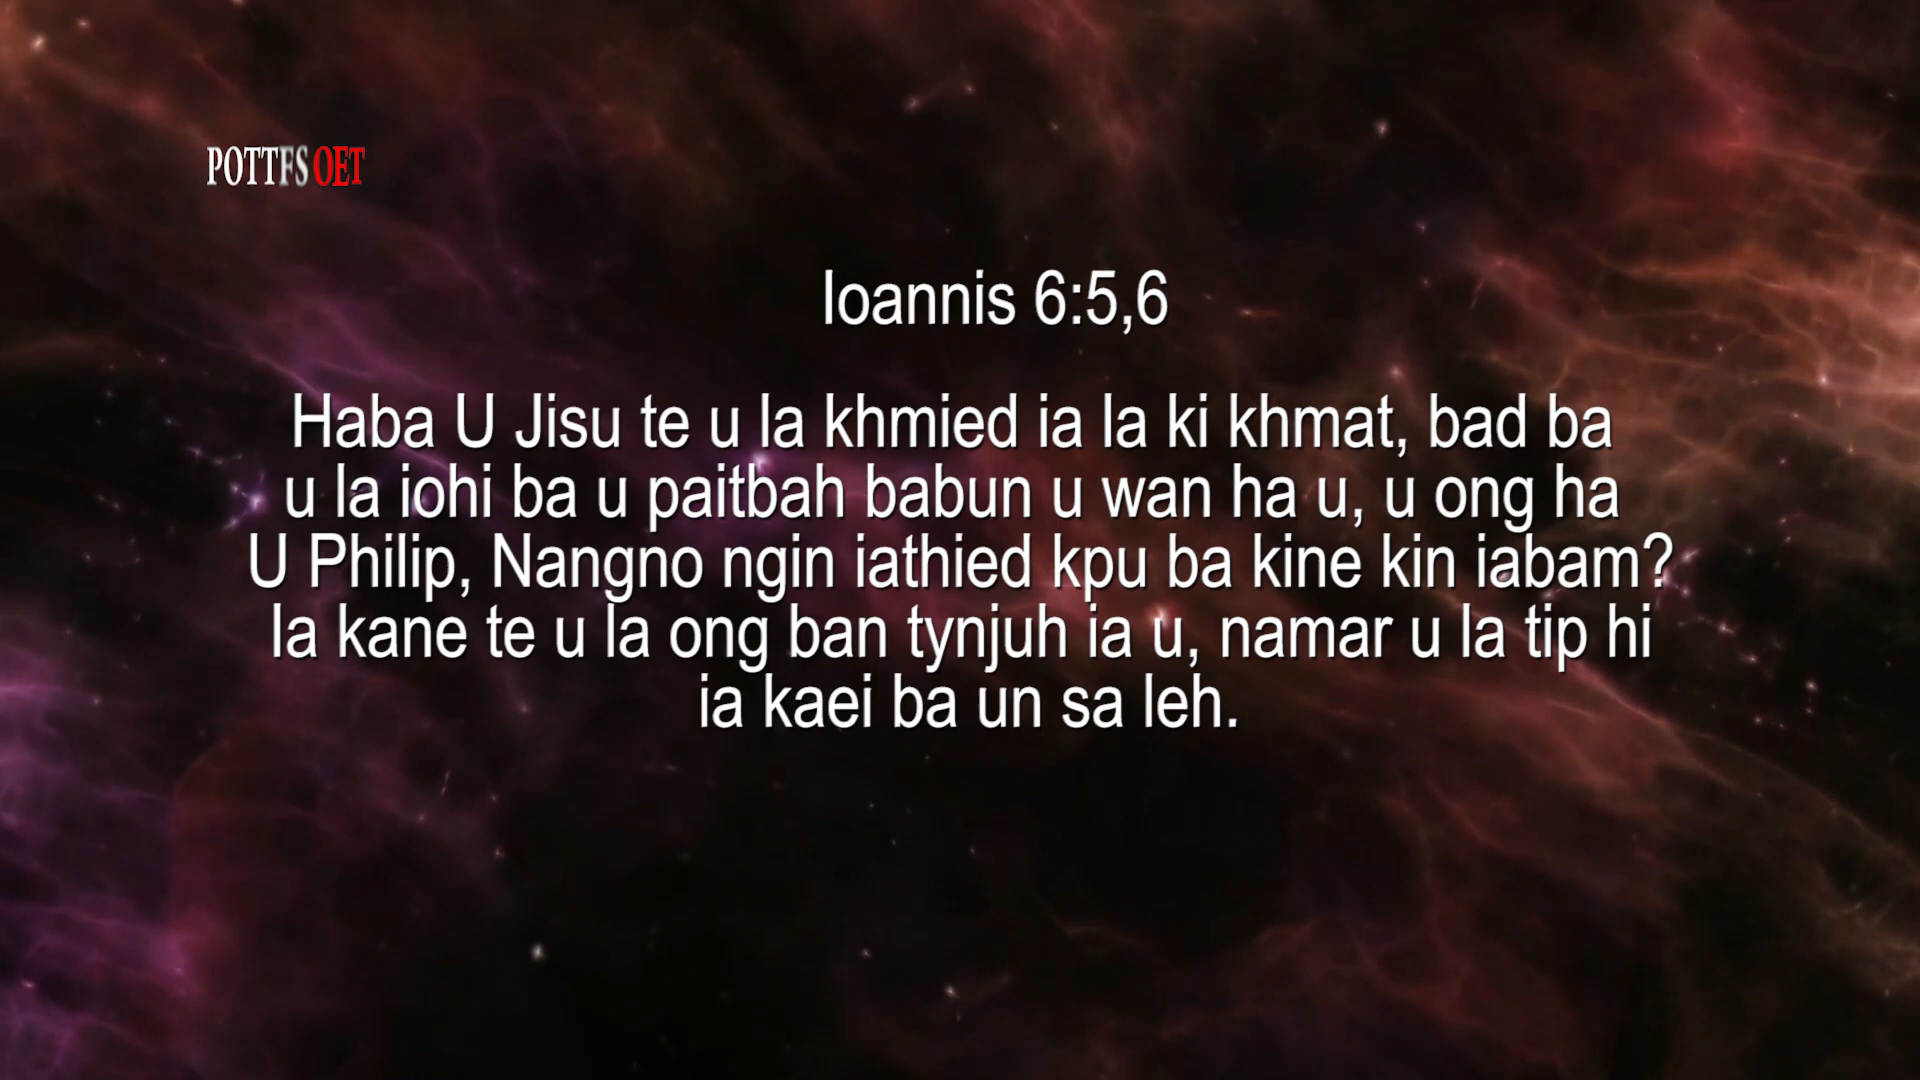 POTTFS OET
Ioannis 6:5,6
Haba U Jisu te u la khmied ia la ki khmat, bad ba
u la iohi ba u paitbah babun u wan ha u, u ong ha
U Philip, Nangno ngin iathied kpu ba kine kin iabam?
Ia kane te u la ong ban tynjuh ia u, namar u la tip hi
ia kaei ba un sa leh.